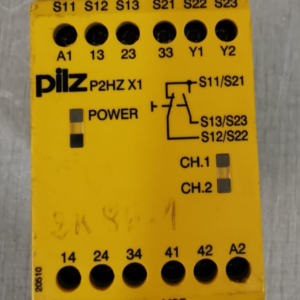 S11 S12 S13 S21 S22 S23
A1 13 23 33 Y1 Y2
pilz P2HZ X1
S11/S21
POWER
S13/S23
S12/S22
CH.1
CH.2
20510
14 24 34 41 42 A2